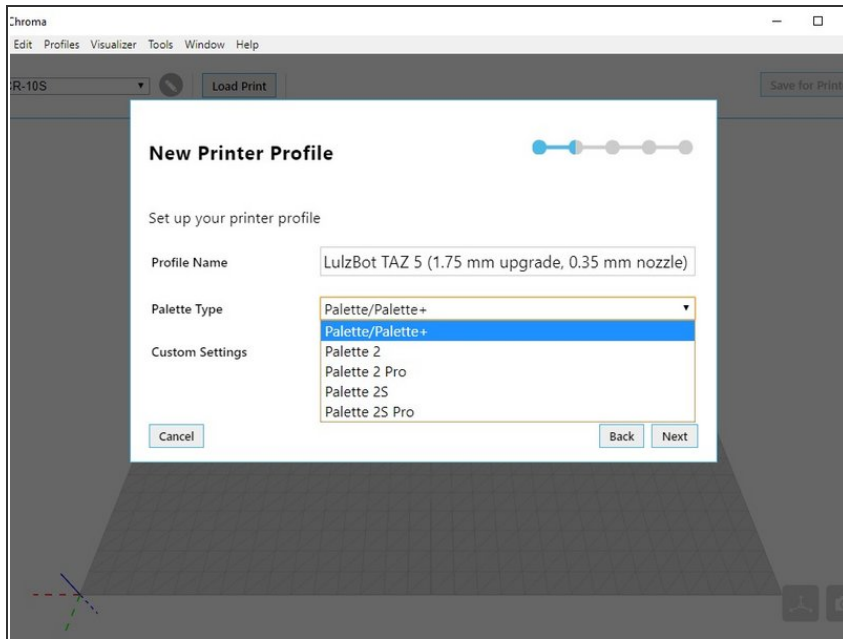 Chroma
Edit Profiles Visualizer Tools Window Help
CR-10S
Load Print
Save for Print
New Printer Profile
Set up your printer profile
Profile Name
LulzBot TAZ 5 (1.75 mm upgrade, 0.35 mm nozzle)
Palette Type
Palette/Palette+
Palette/Palette+
Custom Settings
Palette 2
Palette 2 Pro
Palette 2S
Palette 2S Pro
Cancel
Back
Next